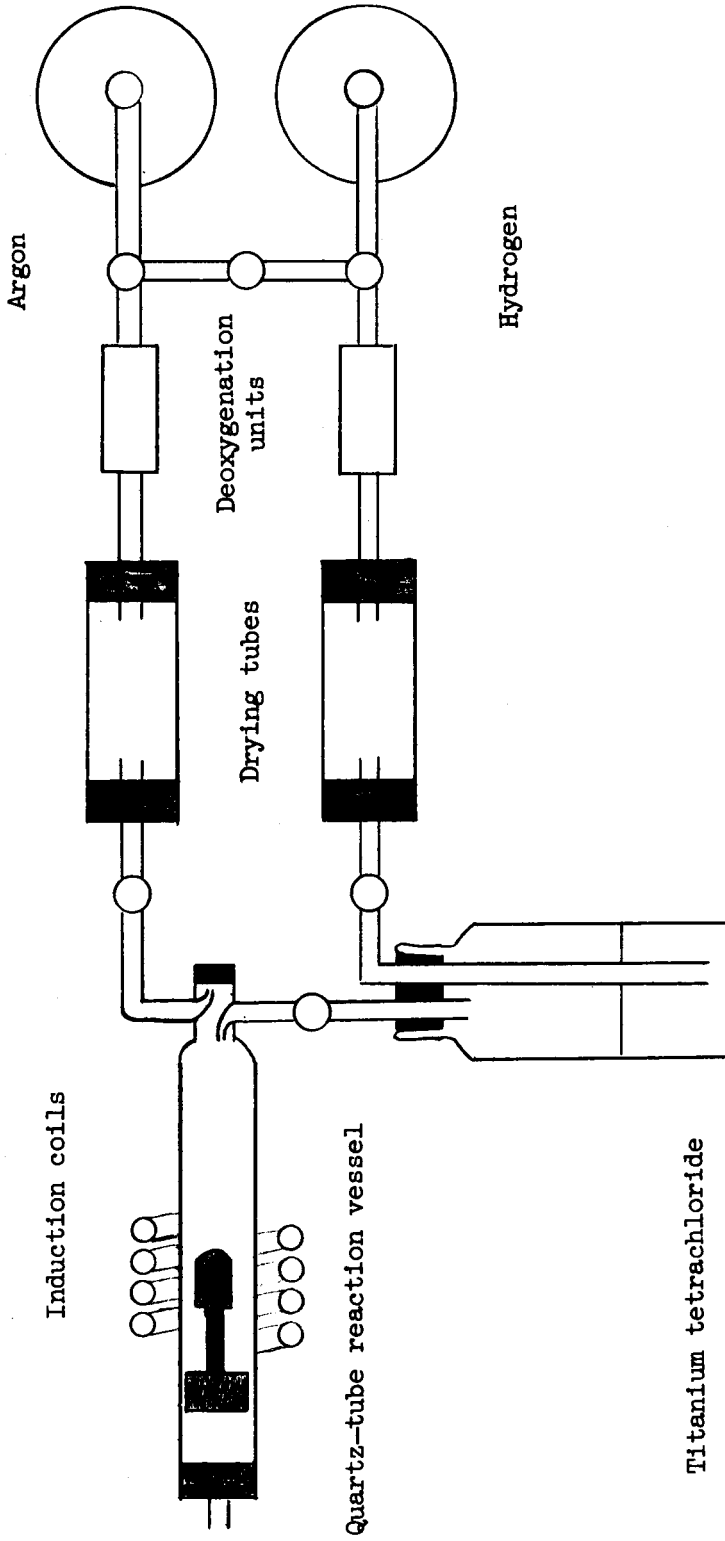 Argon
Hydrogen
Deoxygenation
units
Drying tubes
Induction coils
Quartz-tube reaction vessel
Titanium tetrachloride